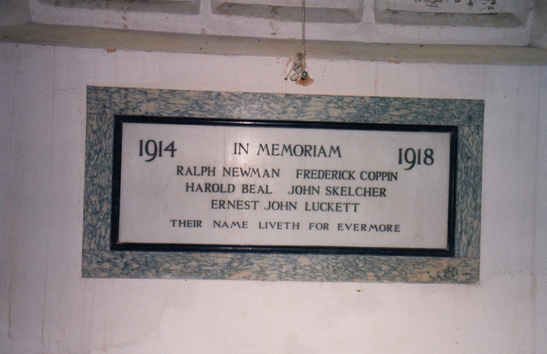 1914 IN MEMORIAM 1918
RALPH NEWMAN FREDERICK COPPIN
HAROLD BEAL JOHN SKELCHER
ERNEST JOHN LUCKETT
THEIR NAME LIVETH FOR EVERMORE